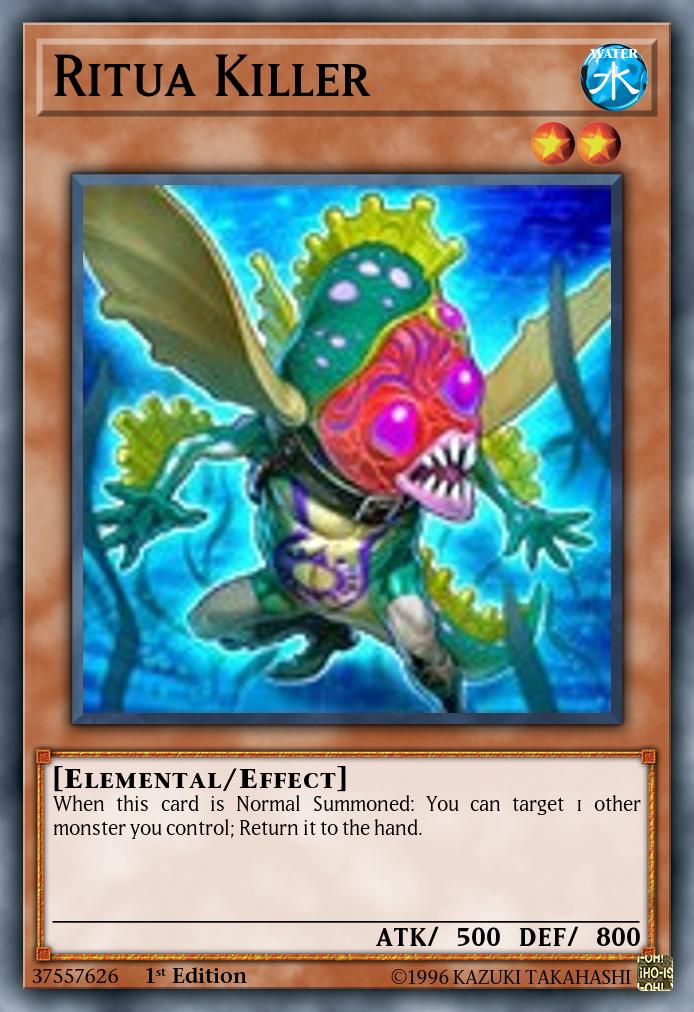 Ritua Killer
WATER
水
[Elemental/Effect]
When this card is Normal Summoned: You can target 1 other
monster you control; Return it to the hand.
ATK/ 500 DEF/ 800
37557626 1st Edition ©1996 KAZUKI TAKAHASHI